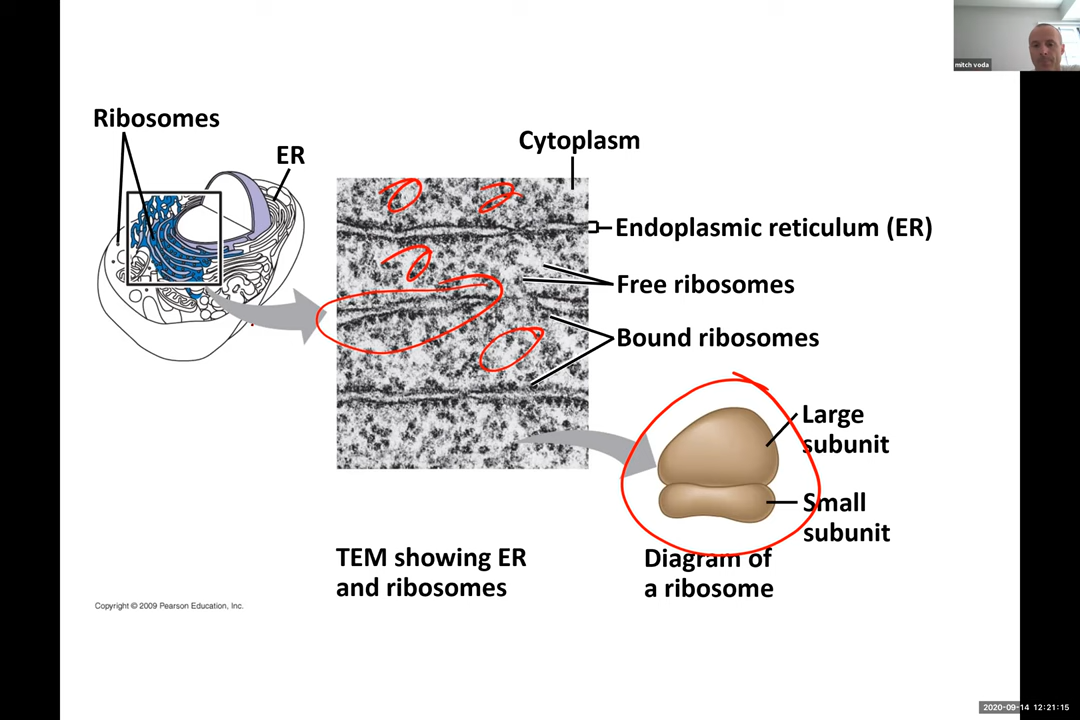 mitch voda
Ribosomes
ER
Cytoplasm
Endoplasmic reticulum (ER)
Free ribosomes
Bound ribosomes
Large
subunit
Small
subunit
TEM showing ER
and ribosomes
Diagram of
a ribosome
Copyright © 2009 Pearson Education, Inc.
2020-09-14 12:21:15